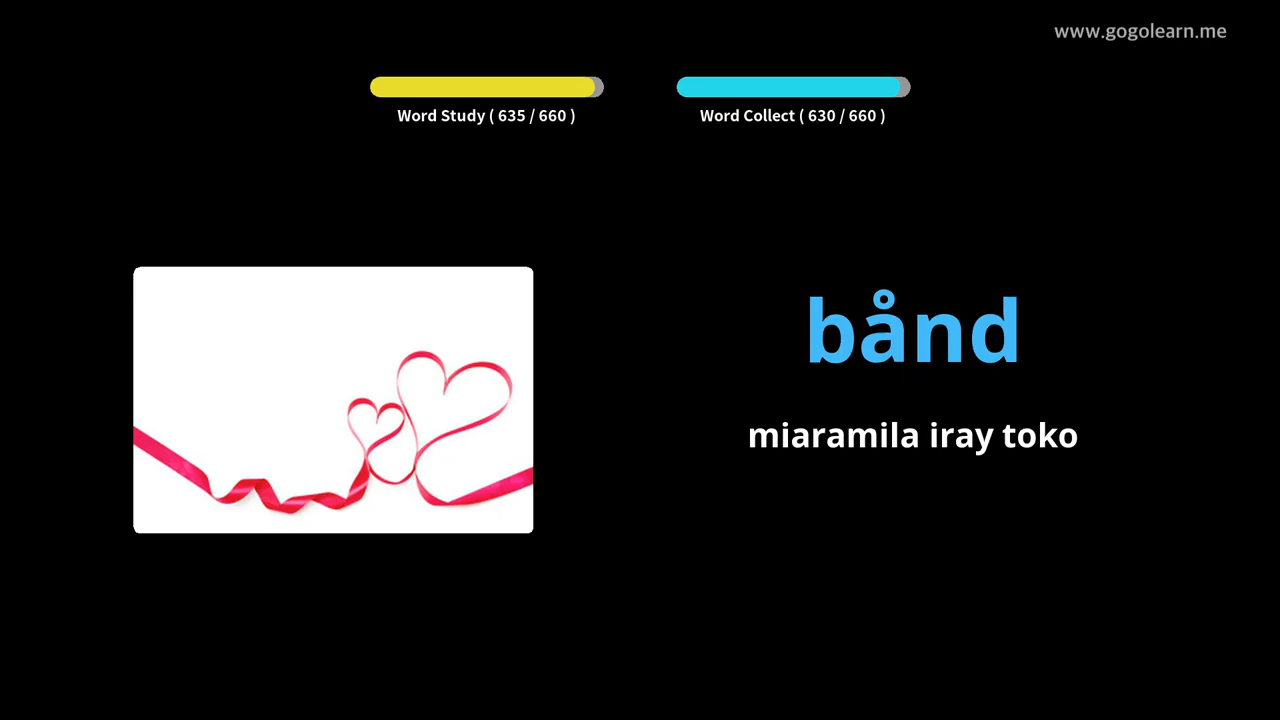 www.gogolearn.me
Word Study ( 635 / 660 )
Word Collect ( 630 / 660 )
bånd
miaramila iray toko